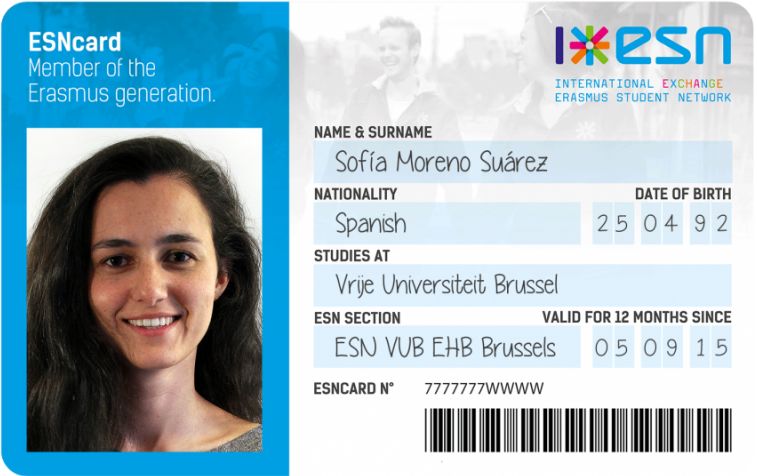 ESNcard
Member of the
Erasmus generation.
esn
INTERNATIONAL EXCHANGE
ERASMUS STUDENT NETWORK
NAME & SURNAME
Sofía Moreno Suárez
NATIONALITY DATE OF BIRTH
Spanish 25 04 92
STUDIES AT
Vrije Universiteit Brussel
ESN SECTION VALID FOR 12 MONTHS SINCE
ESN VUB EHB Brussels 05 09 15
ESNCARD N° 7777777WWWW